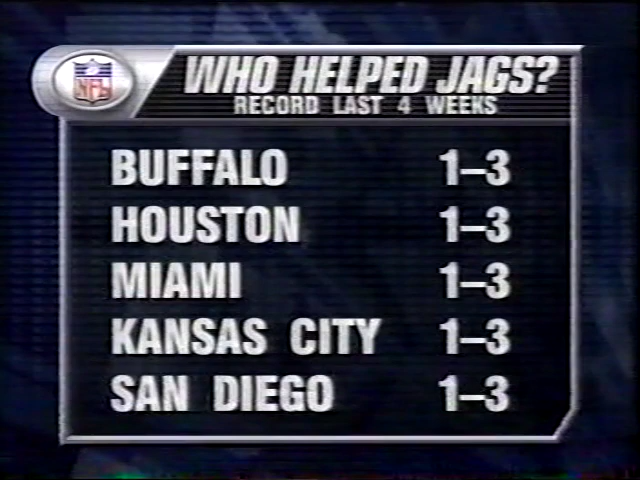 NFL
WHO HELPED JAGS?
RECORD LAST 4 WEEKS
BUFFALO 1–3
HOUSTON 1–3
MIAMI 1–3
KANSAS CITY 1–3
SAN DIEGO 1–3